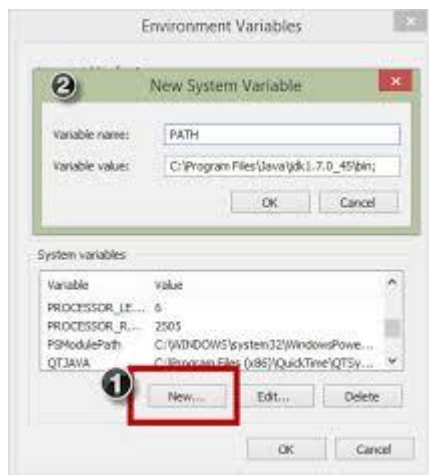 Environment Variables
2
New System Variable
Variable name:
PATH
Variable value:
C:\Program Files\Java\jdk1.7.0_45\bin;
OK Cancel
System variables
Variable Value
PROCESSOR_LE... 6
PROCESSOR_R... 2505
PSModulePath C:\WINDOWS\system32\WindowsPowe...
QTJAVA C:\Program Files (x86)\QuickTime\QTSy...
1
New... Edit... Delete
OK Cancel